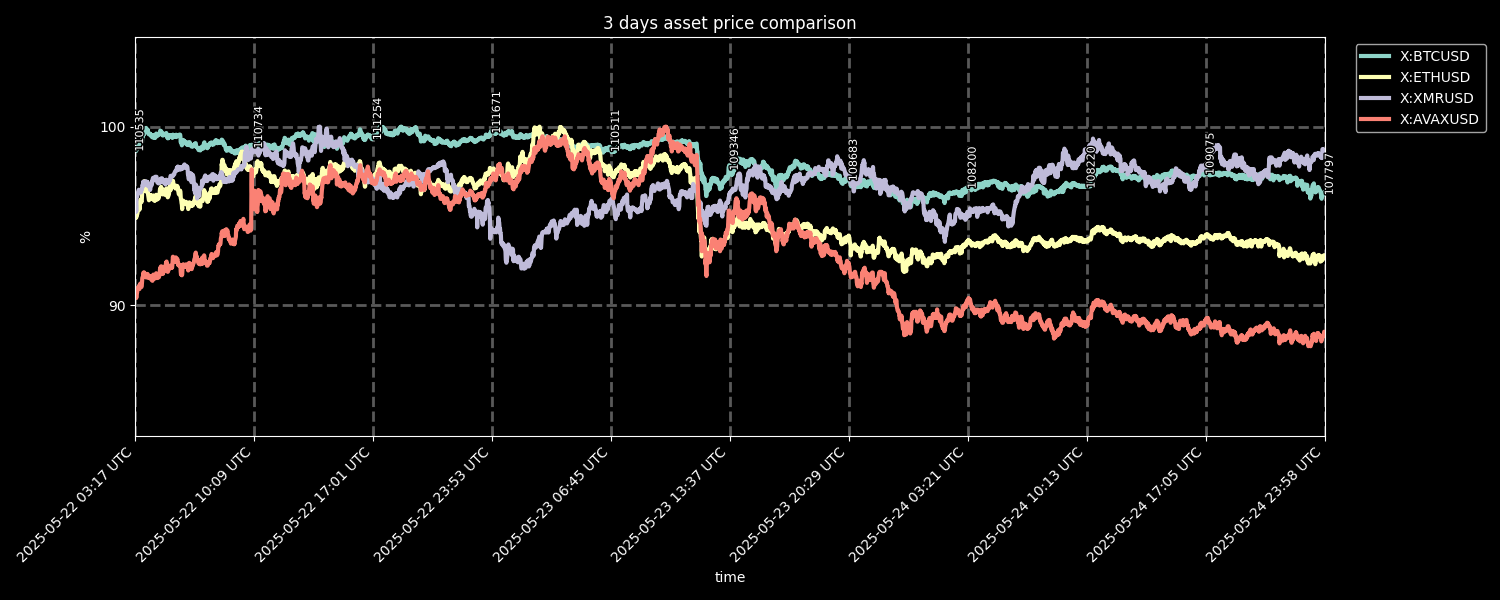 3 days asset price comparison
X:BTCUSD
X:ETHUSD
X:XMRUSD
X:AVAXUSD
100
90
%
110535
110734
111254
111671
110511
109346
108683
108200
108220
109075
107797
2025-05-22 03:17 UTC
2025-05-22 10:09 UTC
2025-05-22 17:01 UTC
2025-05-22 23:53 UTC
2025-05-23 06:45 UTC
2025-05-23 13:37 UTC
2025-05-23 20:29 UTC
2025-05-24 03:21 UTC
2025-05-24 10:13 UTC
2025-05-24 17:05 UTC
2025-05-24 23:58 UTC
time